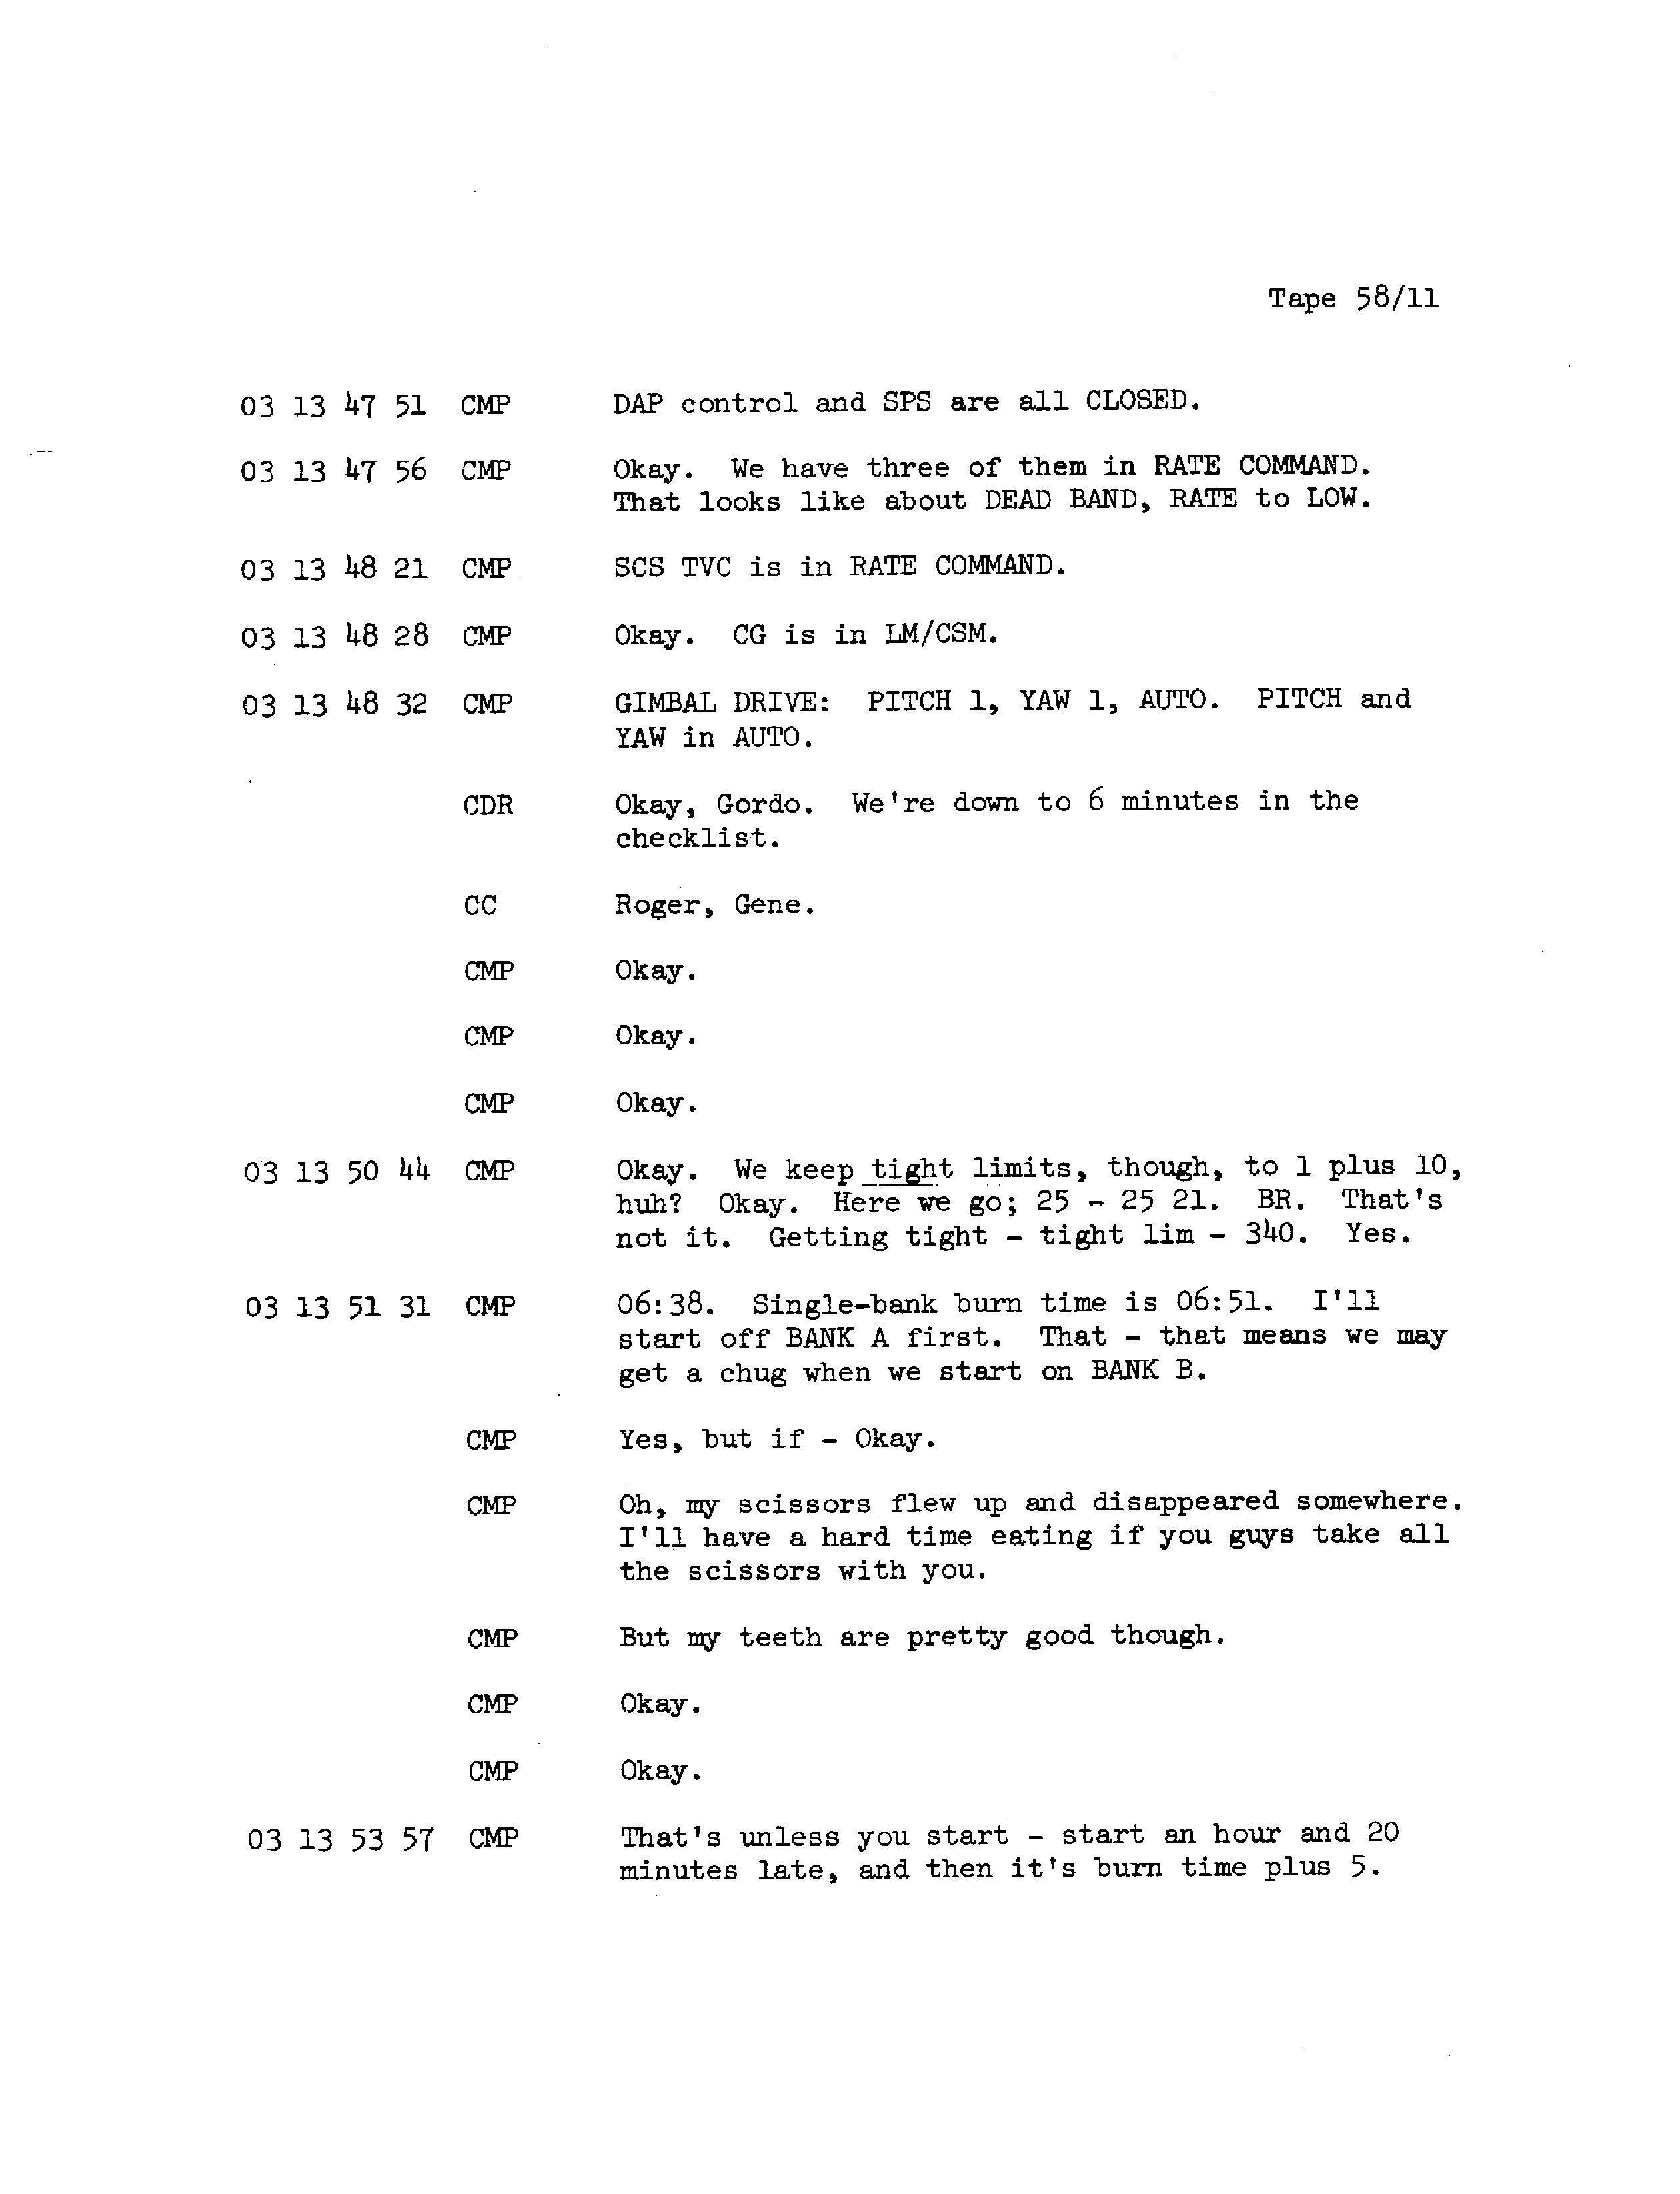 Tape 58/11
03 13 47 51 CMP DAP control and SPS are all CLOSED.
03 13 47 56 CMP Okay. We have three of them in RATE COMMAND.
That looks like about DEAD BAND, RATE to LOW.
03 13 48 21 CMP SCS TVC is in RATE COMMAND.
03 13 48 28 CMP Okay. CG is in LM/CSM.
03 13 48 32 CMP GIMBAL DRIVE: PITCH 1, YAW 1, AUTO. PITCH and
YAW in AUTO.
CDR Okay, Gordo. We're down to 6 minutes in the
checklist.
CC Roger, Gene.
CMP Okay.
CMP Okay.
CMP Okay.
03 13 50 44 CMP Okay. We keep tight limits, though, to 1 plus 10,
huh? Okay. Here we go; 25 - 25 21. BR. That's
not it. Getting tight - tight lim - 340. Yes.
03 13 51 31 CMP 06:38. Single-bank burn time is 06:51. I'll
start off BANK A first. That - that means we may
get a chug when we start on BANK B.
CMP Yes, but if - Okay.
CMP Oh, my scissors flew up and disappeared somewhere.
I'll have a hard time eating if you guys take all
the scissors with you.
CMP But my teeth are pretty good though.
CMP Okay.
CMP Okay.
03 13 53 57 CMP That's unless you start - start an hour and 20
minutes late, and then it's burn time plus 5.